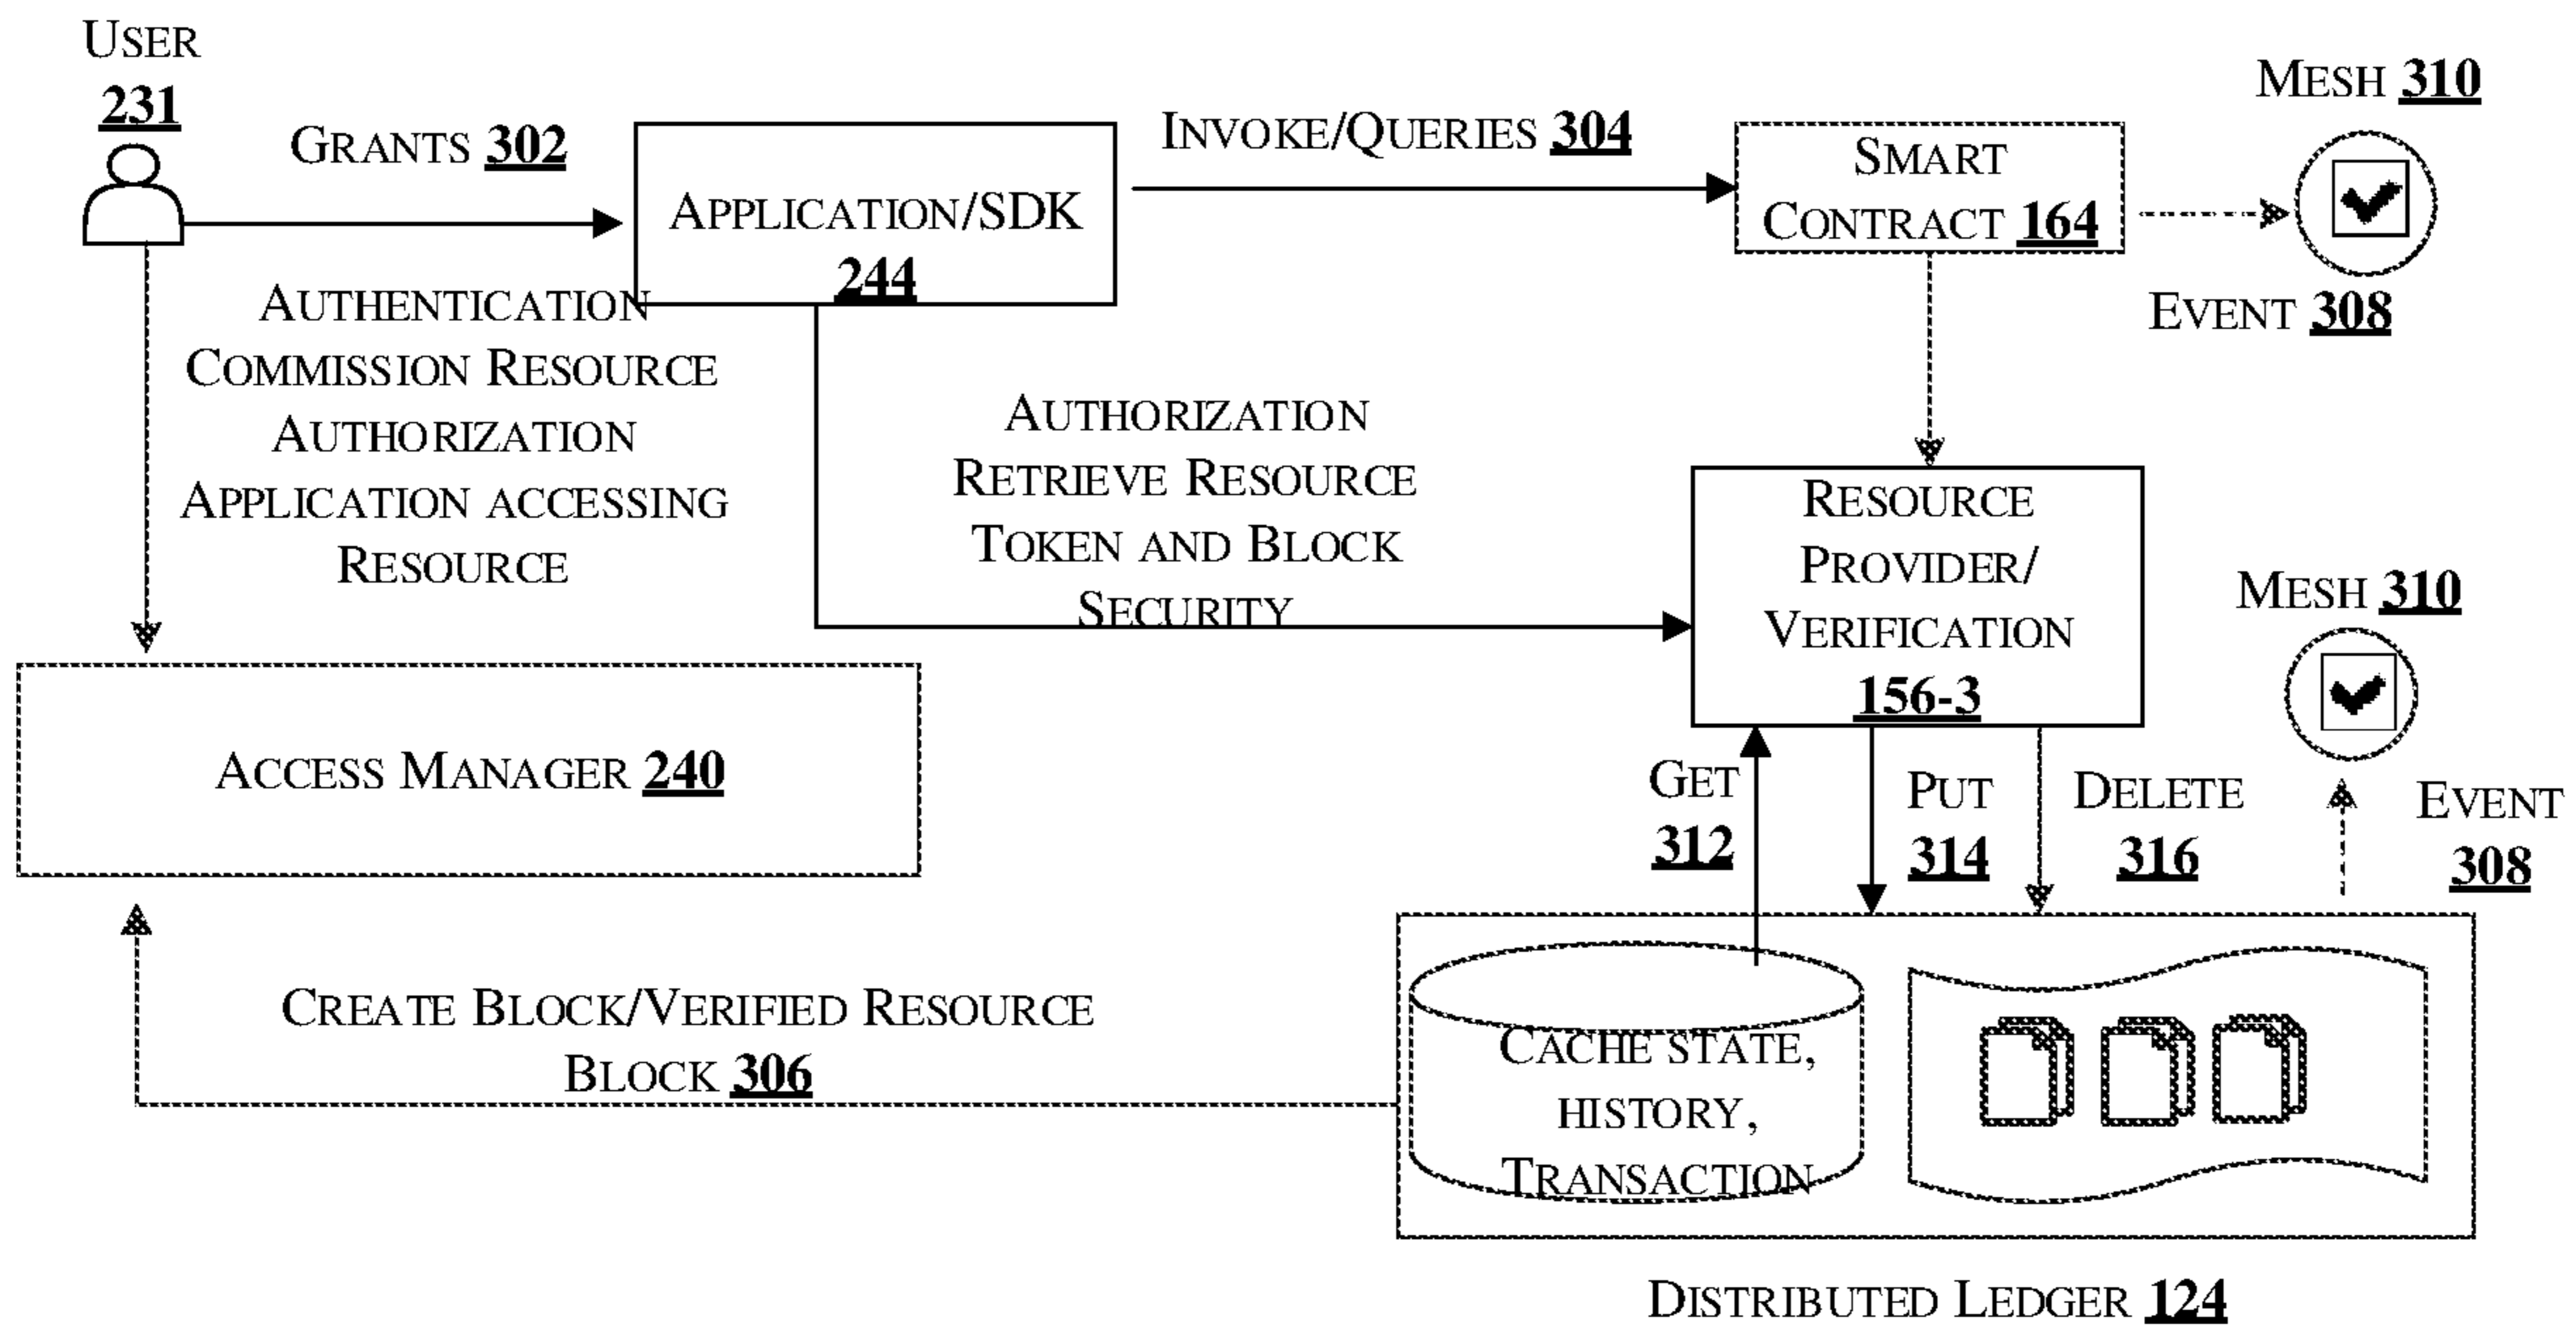 USER
231
GRANTS 302
APPLICATION/SDK
244
INVOKE/QUERIES 304
SMART
CONTRACT 164
MESH 310
EVENT 308
AUTHENTICATION
COMMISSION RESOURCE
AUTHORIZATION
APPLICATION ACCESSING
RESOURCE
AUTHORIZATION
RETRIEVE RESOURCE
TOKEN AND BLOCK
SECURITY
RESOURCE
PROVIDER/
VERIFICATION
156-3
MESH 310
EVENT
308
ACCESS MANAGER 240
GET
312
PUT
314
DELETE
316
CREATE BLOCK/VERIFIED RESOURCE
BLOCK 306
CACHE STATE,
HISTORY,
TRANSACTION
DISTRIBUTED LEDGER 124